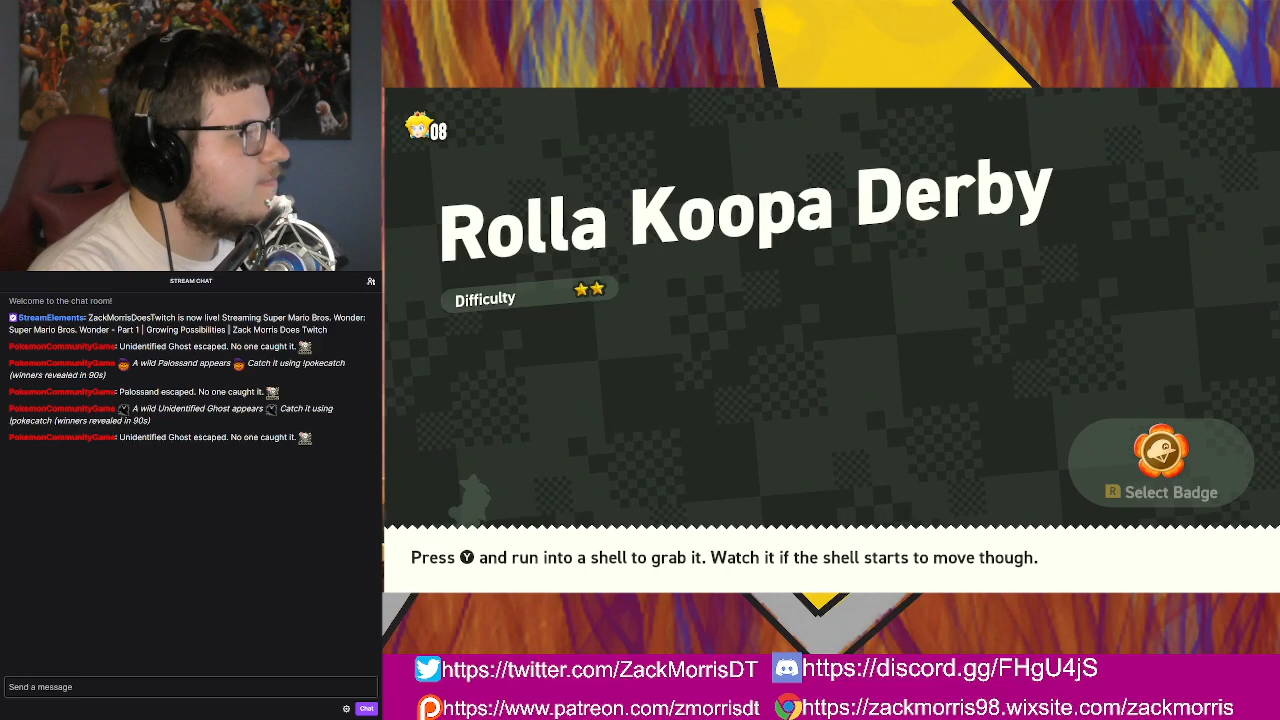 STREAM CHAT
Welcome to the chat room!
StreamElements: ZackMorrisDoesTwitch is now live! Streaming Super Mario Bros. Wonder:
Super Mario Bros. Wonder - Part 1 | Growing Possibilities | Zack Morris Does Twitch
PokemonCommunityGame: Unidentified Ghost escaped. No one caught it.
PokemonCommunityGame A wild Palossand appears Catch it using !pokecatch
(winners revealed in 90s)
PokemonCommunityGame: Palossand escaped. No one caught it.
PokemonCommunityGame A wild Unidentified Ghost appears Catch it using
!pokecatch (winners revealed in 90s)
PokemonCommunityGame: Unidentified Ghost escaped. No one caught it.
Send a message
Chat
08
Rolla Koopa Derby
Difficulty
R Select Badge
Press Y and run into a shell to grab it. Watch it if the shell starts to move though.
https://twitter.com/ZackMorrisDT
https://discord.gg/FHgU4jS
https://www.patreon.com/zmorrisdt
https://zackmorris98.wixsite.com/zackmorris